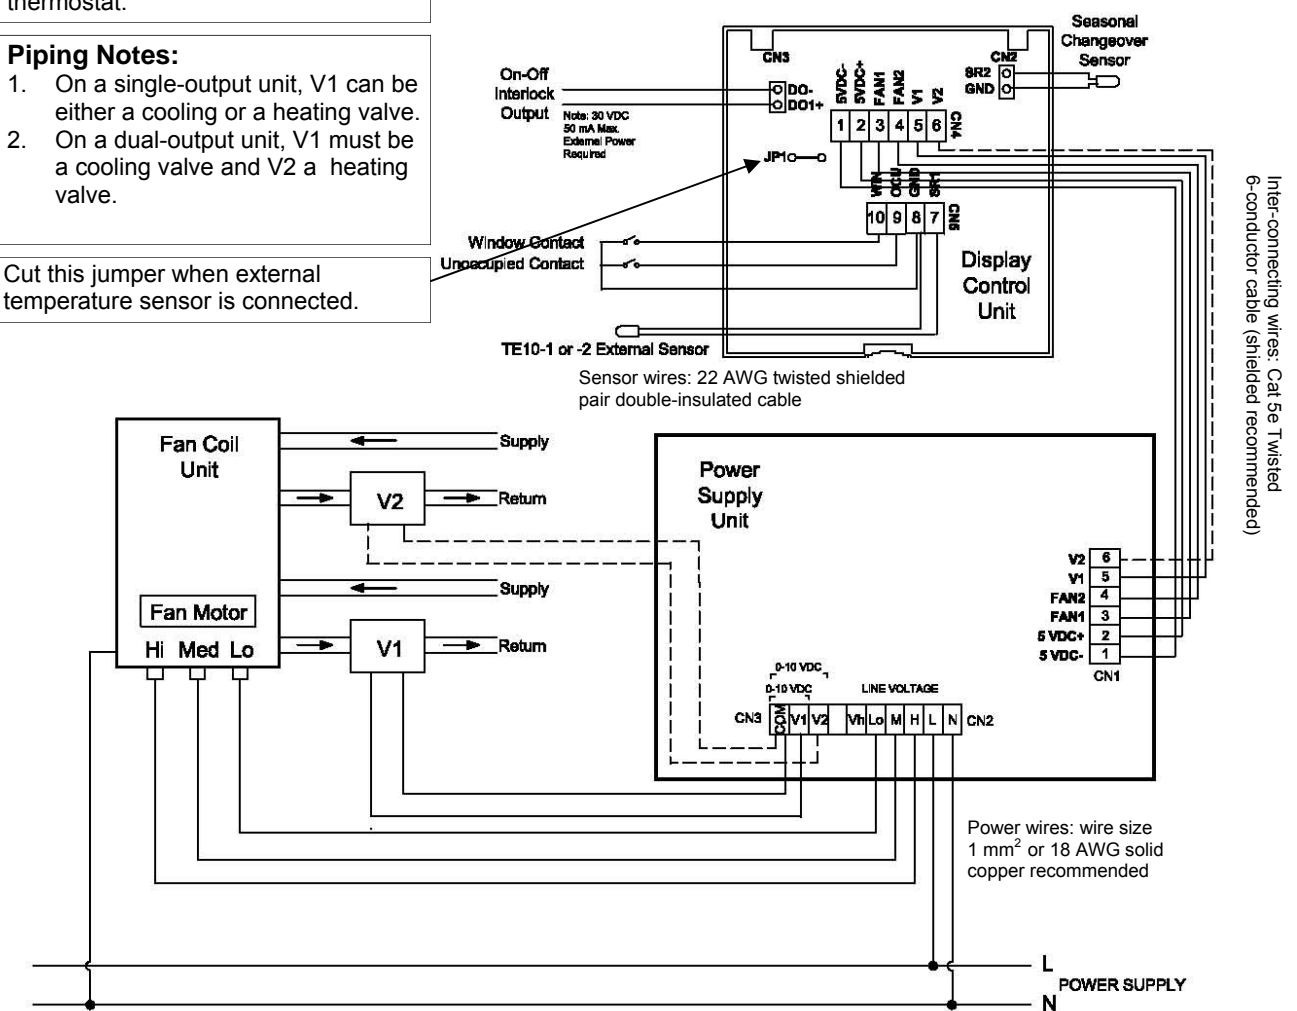 thermostat.
Piping Notes:
1. On a single-output unit, V1 can be
either a cooling or a heating valve.
2. On a dual-output unit, V1 must be
a cooling valve and V2 a heating
valve.
Cut this jumper when external
temperature sensor is connected.
On-Off
Interlock
Output
Note: 30 VDC
50 mA Max.
External Power
Required
CN3
DO-
DO1+
JP1
5VDC-
5VDC+
FAN1
FAN2
V1
V2
1 2 3 4 5 6
CN4
CN2
SR2
GND
Seasonal
Changeover
Sensor
WIN
OCU
GND
SR1
10 9 8 7
CN5
Window Contact
Unoccupied Contact
Display
Control
Unit
TE10-1 or -2 External Sensor
Sensor wires: 22 AWG twisted shielded
pair double-insulated cable
Inter-connecting wires: Cat 5e Twisted
6-conductor cable (shielded recommended)
Fan Coil
Unit
Supply
V2
Return
Supply
Fan Motor
Hi Med Lo
V1
Return
Power
Supply
Unit
V2 6
V1 5
FAN2 4
FAN1 3
5 VDC+ 2
5 VDC- 1
CN1
0-10 VDC
0-10 VDC
LINE VOLTAGE
CN3 COM V1 V2 Vh Lo M H L N CN2
Power wires: wire size
1 mm2 or 18 AWG solid
copper recommended
L
POWER SUPPLY
N